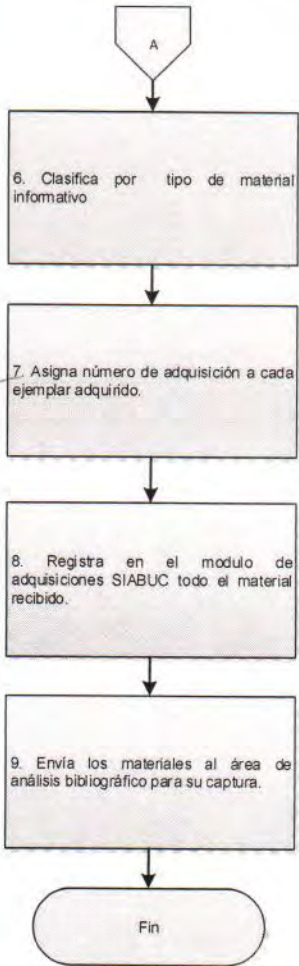 A
6. Clasifica por tipo de material
informativo
7. Asigna número de adquisición a cada
ejemplar adquirido.
8. Registra en el modulo de
adquisiciones SIABUC todo el material
recibido.
9. Envía los materiales al área de
análisis bibliográfico para su captura.
Fin